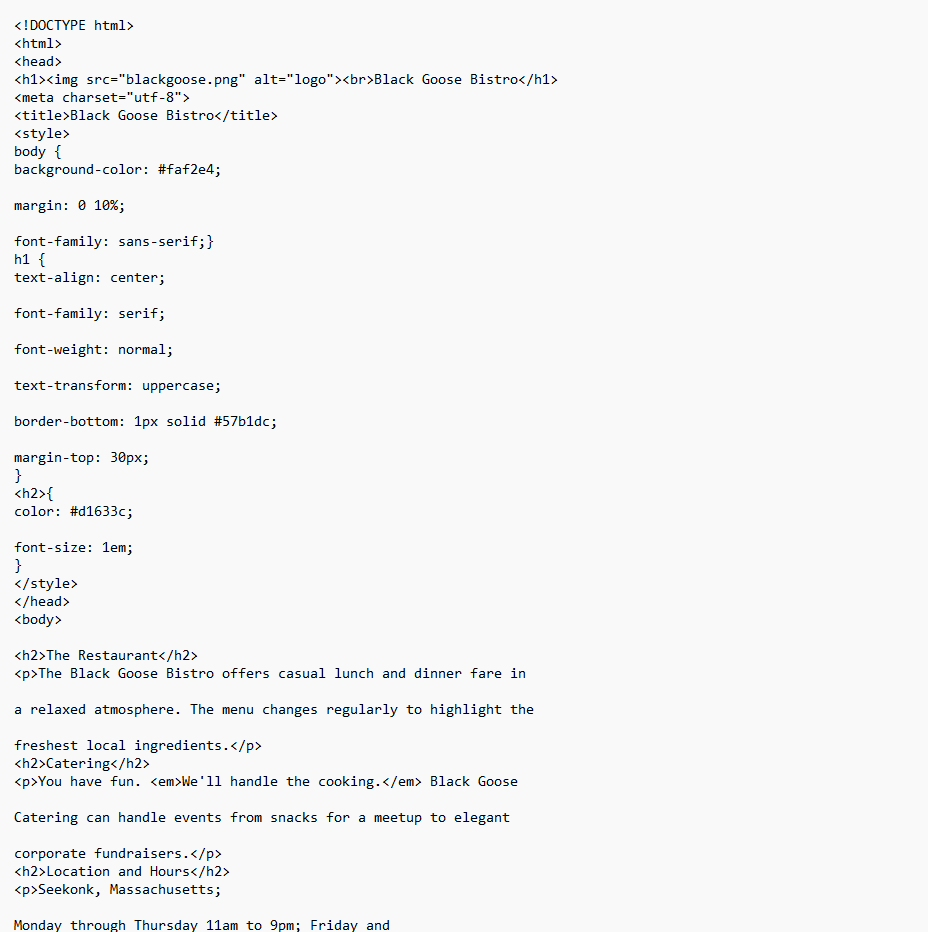 <!DOCTYPE html>
<html>
<head>
<h1><img src="blackgoose.png" alt="logo"><br>Black Goose Bistro</h1>
<meta charset="utf-8">
<title>Black Goose Bistro</title>
<style>
body {
background-color: #faf2e4;
margin: 0 10%;
font-family: sans-serif;}
h1 {
text-align: center;
font-family: serif;
font-weight: normal;
text-transform: uppercase;
border-bottom: 1px solid #57b1dc;
margin-top: 30px;
}
<h2>{
color: #d1633c;
font-size: 1em;
}
</style>
</head>
<body>
<h2>The Restaurant</h2>
<p>The Black Goose Bistro offers casual lunch and dinner fare in
a relaxed atmosphere. The menu changes regularly to highlight the
freshest local ingredients.</p>
<h2>Catering</h2>
<p>You have fun. <em>We'll handle the cooking.</em> Black Goose
Catering can handle events from snacks for a meetup to elegant
corporate fundraisers.</p>
<h2>Location and Hours</h2>
<p>Seekonk, Massachusetts;
Monday through Thursday 11am to 9pm; Friday and